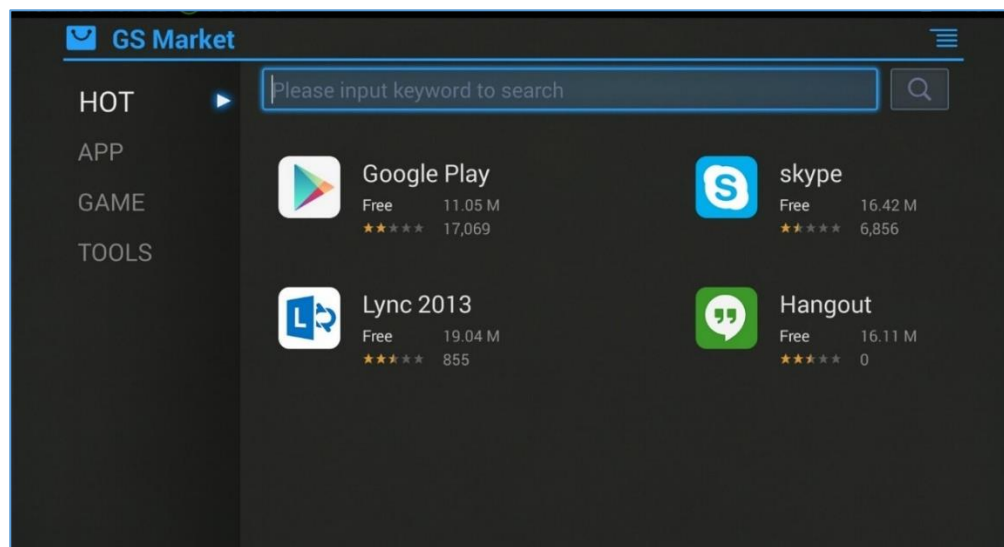 GS Market
HOT
APP
GAME
TOOLS
Please input keyword to search
Google Play
Free 11.05 M
17,069
skype
Free 16.42 M
6,856
Lync 2013
Free 19.04 M
855
Hangout
Free 16.11 M
0